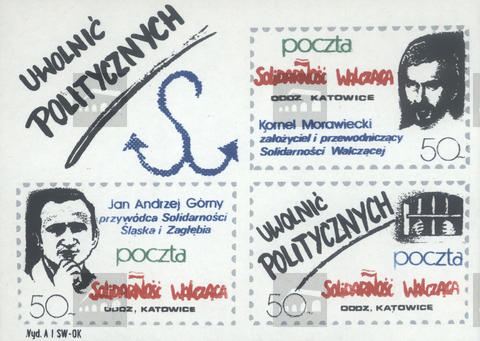 UWOLNIĆ
POLITYCZNYCH
poczta
SOLIDARNOŚĆ WALCZĄCA
ODDZ. KATOWICE
Kornel Morawiecki
założyciel i przewodniczący
Solidarności Walczącej
50.-
Jan Andrzej Górny
przywódca Solidarności
Śląska i Zagłębia
poczta
50.-
SOLIDARNOŚĆ WALCZĄCA
ODDZ. KATOWICE
UWOLNIĆ
POLITYCZNYCH
poczta
50.-
SOLIDARNOŚĆ WALCZĄCA
ODDZ. KATOWICE
Wyd. A I SW-OK